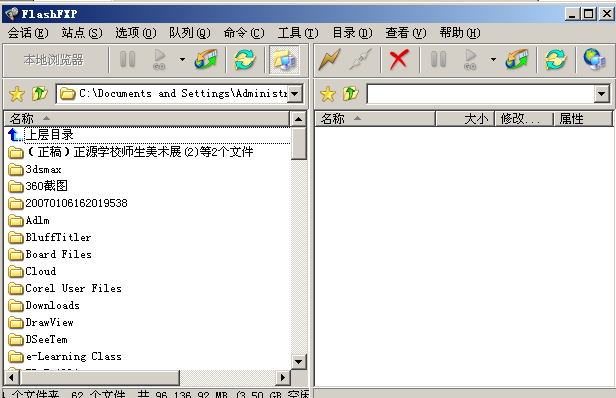 FlashFXP
会话(E) 站点(S) 选项(O) 队列(Q) 命令(C) 工具(T) 目录(D) 查看(V) 帮助(H)
本地浏览器 GO GO
C:\Documents and Settings\Administr
名称
名称 大小 修改... 属性
上层目录
(正稿)正源学校师生美术展(2)等2个文件
3dsmax
360截图
20070106162019538
Adlm
BluffTitler
Board Files
Cloud
Corel User Files
Downloads
DrawView
DSeeTem
e-Learning Class
个文件夹, 62 个文件, 共 96,136.92 MB (3.50 GB 空闲